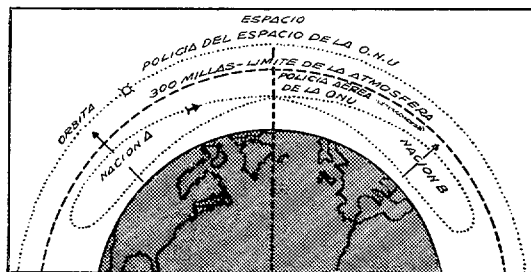 ESPACIO
POLICIA DEL ESPACIO DE LA O.N.U
300 MILLAS-LIMITE DE LA ATMOSFERA
POLICIA AEREA
DE LA ONU.
ORBITA
NACION A
NACION B